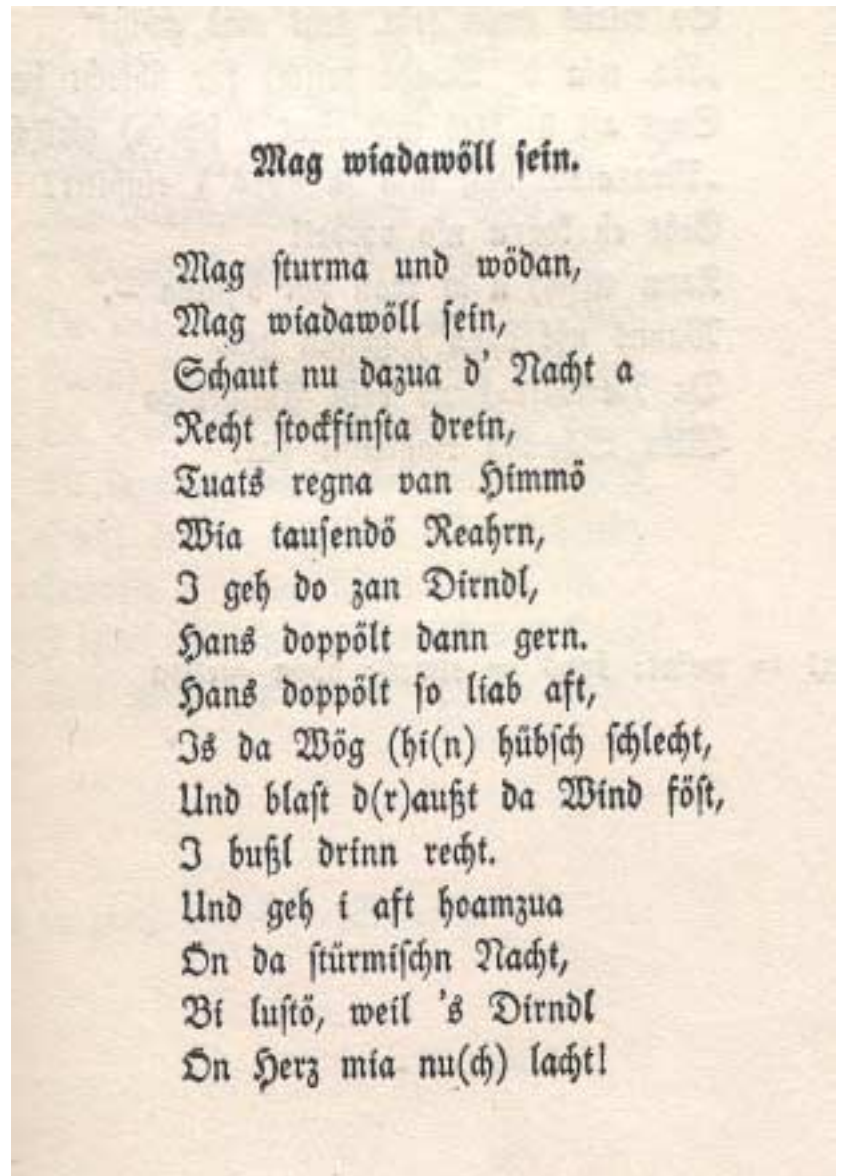 Mag wiadawöll sein.
Mag sturma und wödan,
Mag wiadawöll sein,
Schaut nu dazua d' Nacht a
Recht stockfinsta drein,
Tuats regna van Himmö
Wia tausendö Reahrn,
I geh do zan Dirndl,
Hans doppölt dann gern.
Hans doppölt so liab aft,
Is da Wög (hi(n) hübsch schlecht,
Und blast d(r)außt da Wind föst,
I bußl drinn recht.
Und geh i aft hoamzua
Ön da stürmischn Nacht,
Bi lustö, weil 's Dirndl
Ön Herz mia nu(ch) lacht!